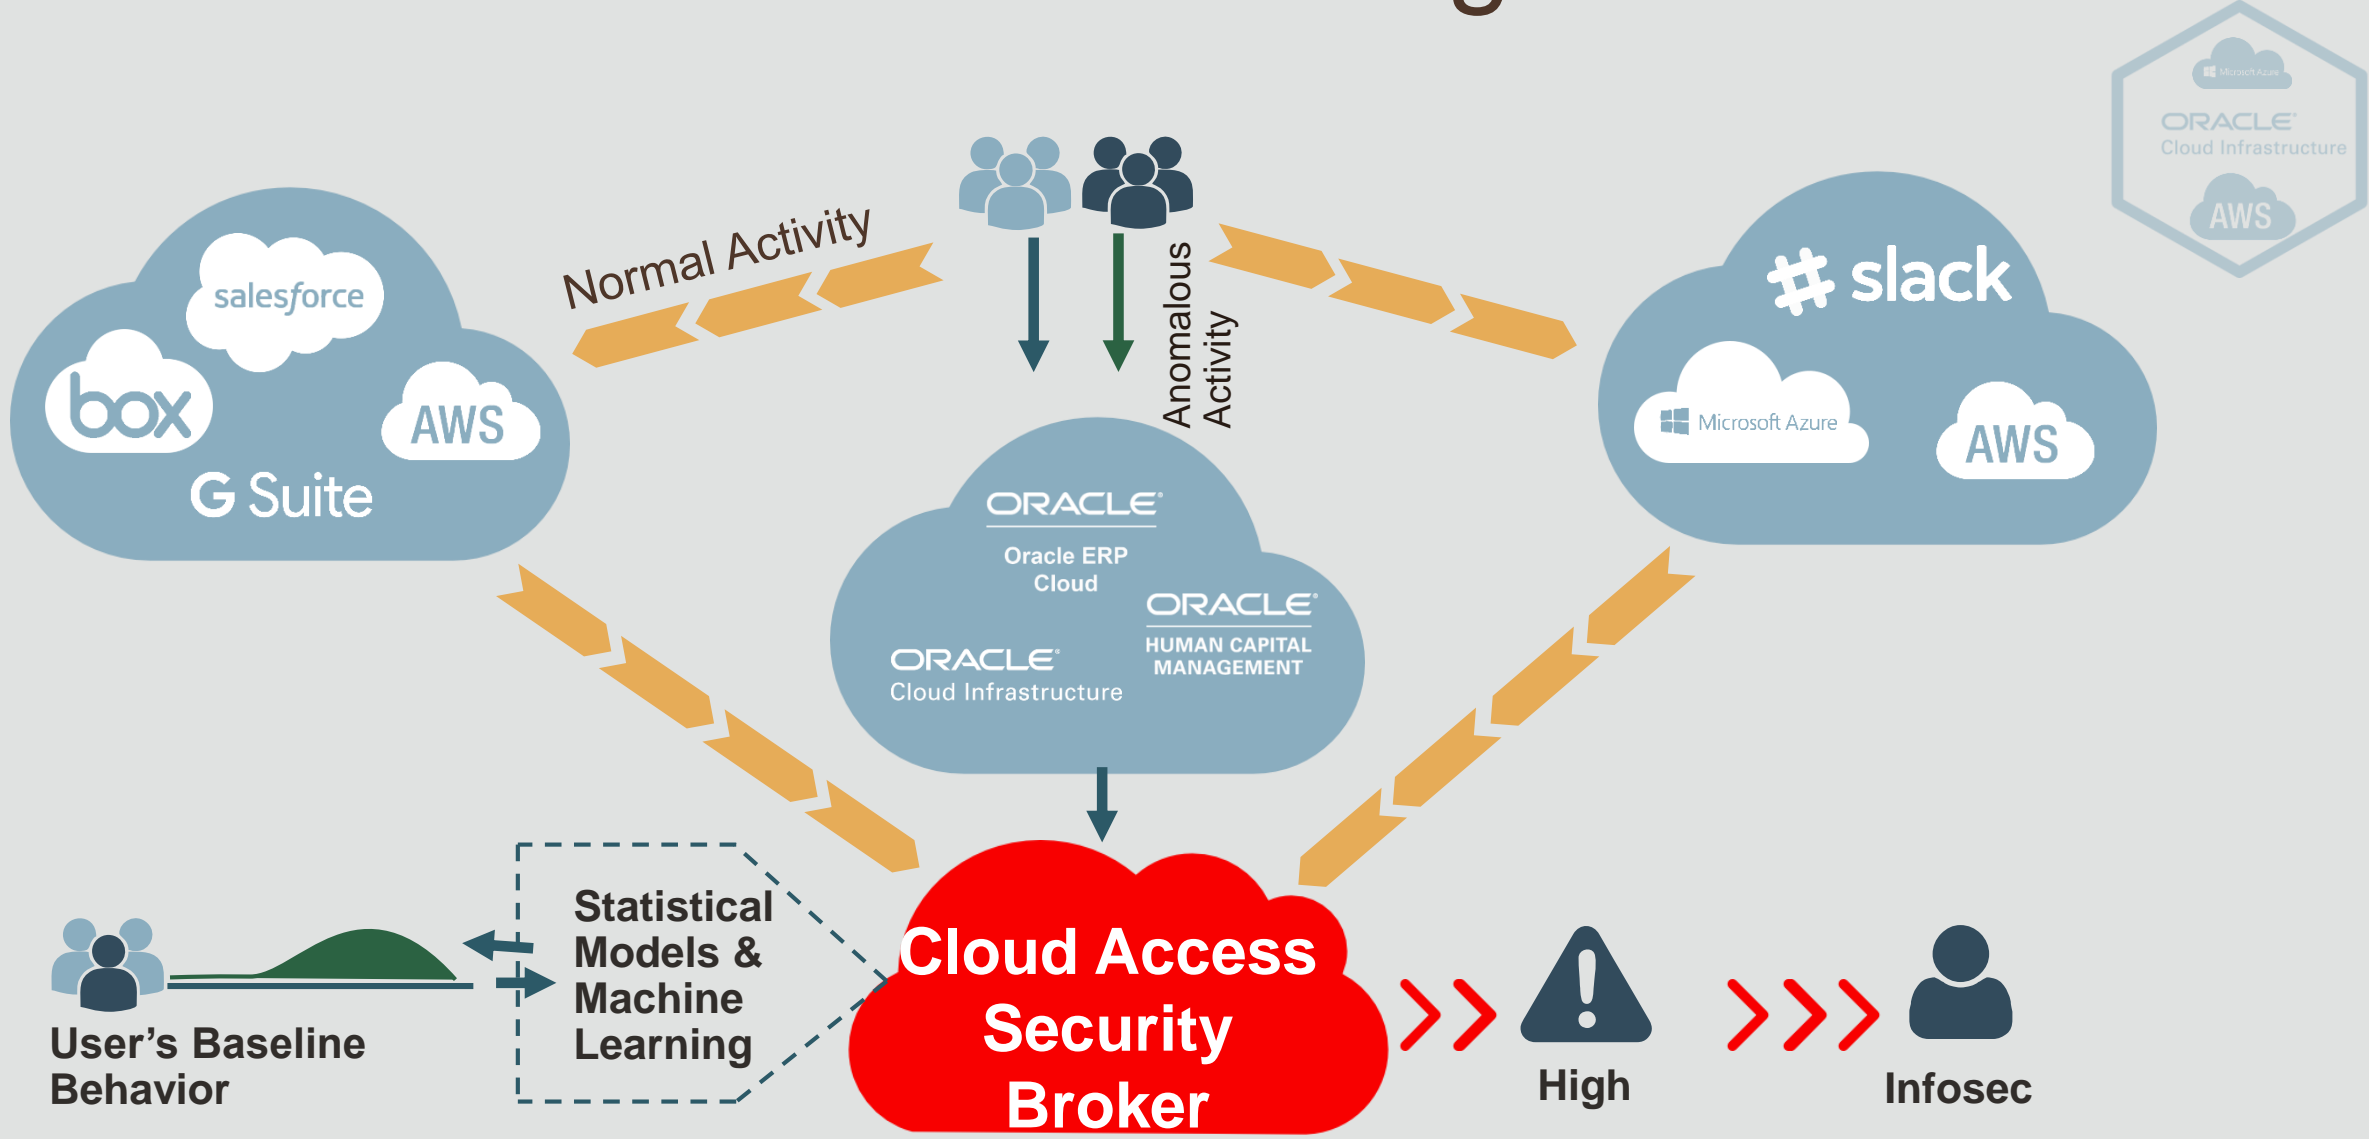 Microsoft Azure
ORACLE®
Cloud Infrastructure
AWS
Normal Activity
Anomalous
Activity
salesforce
box
AWS
G Suite
slack
Microsoft Azure
AWS
ORACLE®
Oracle ERP
Cloud
ORACLE®
HUMAN CAPITAL
MANAGEMENT
ORACLE®
Cloud Infrastructure
User's Baseline
Behavior
Statistical
Models &
Machine
Learning
Cloud Access
Security
Broker
High
Infosec